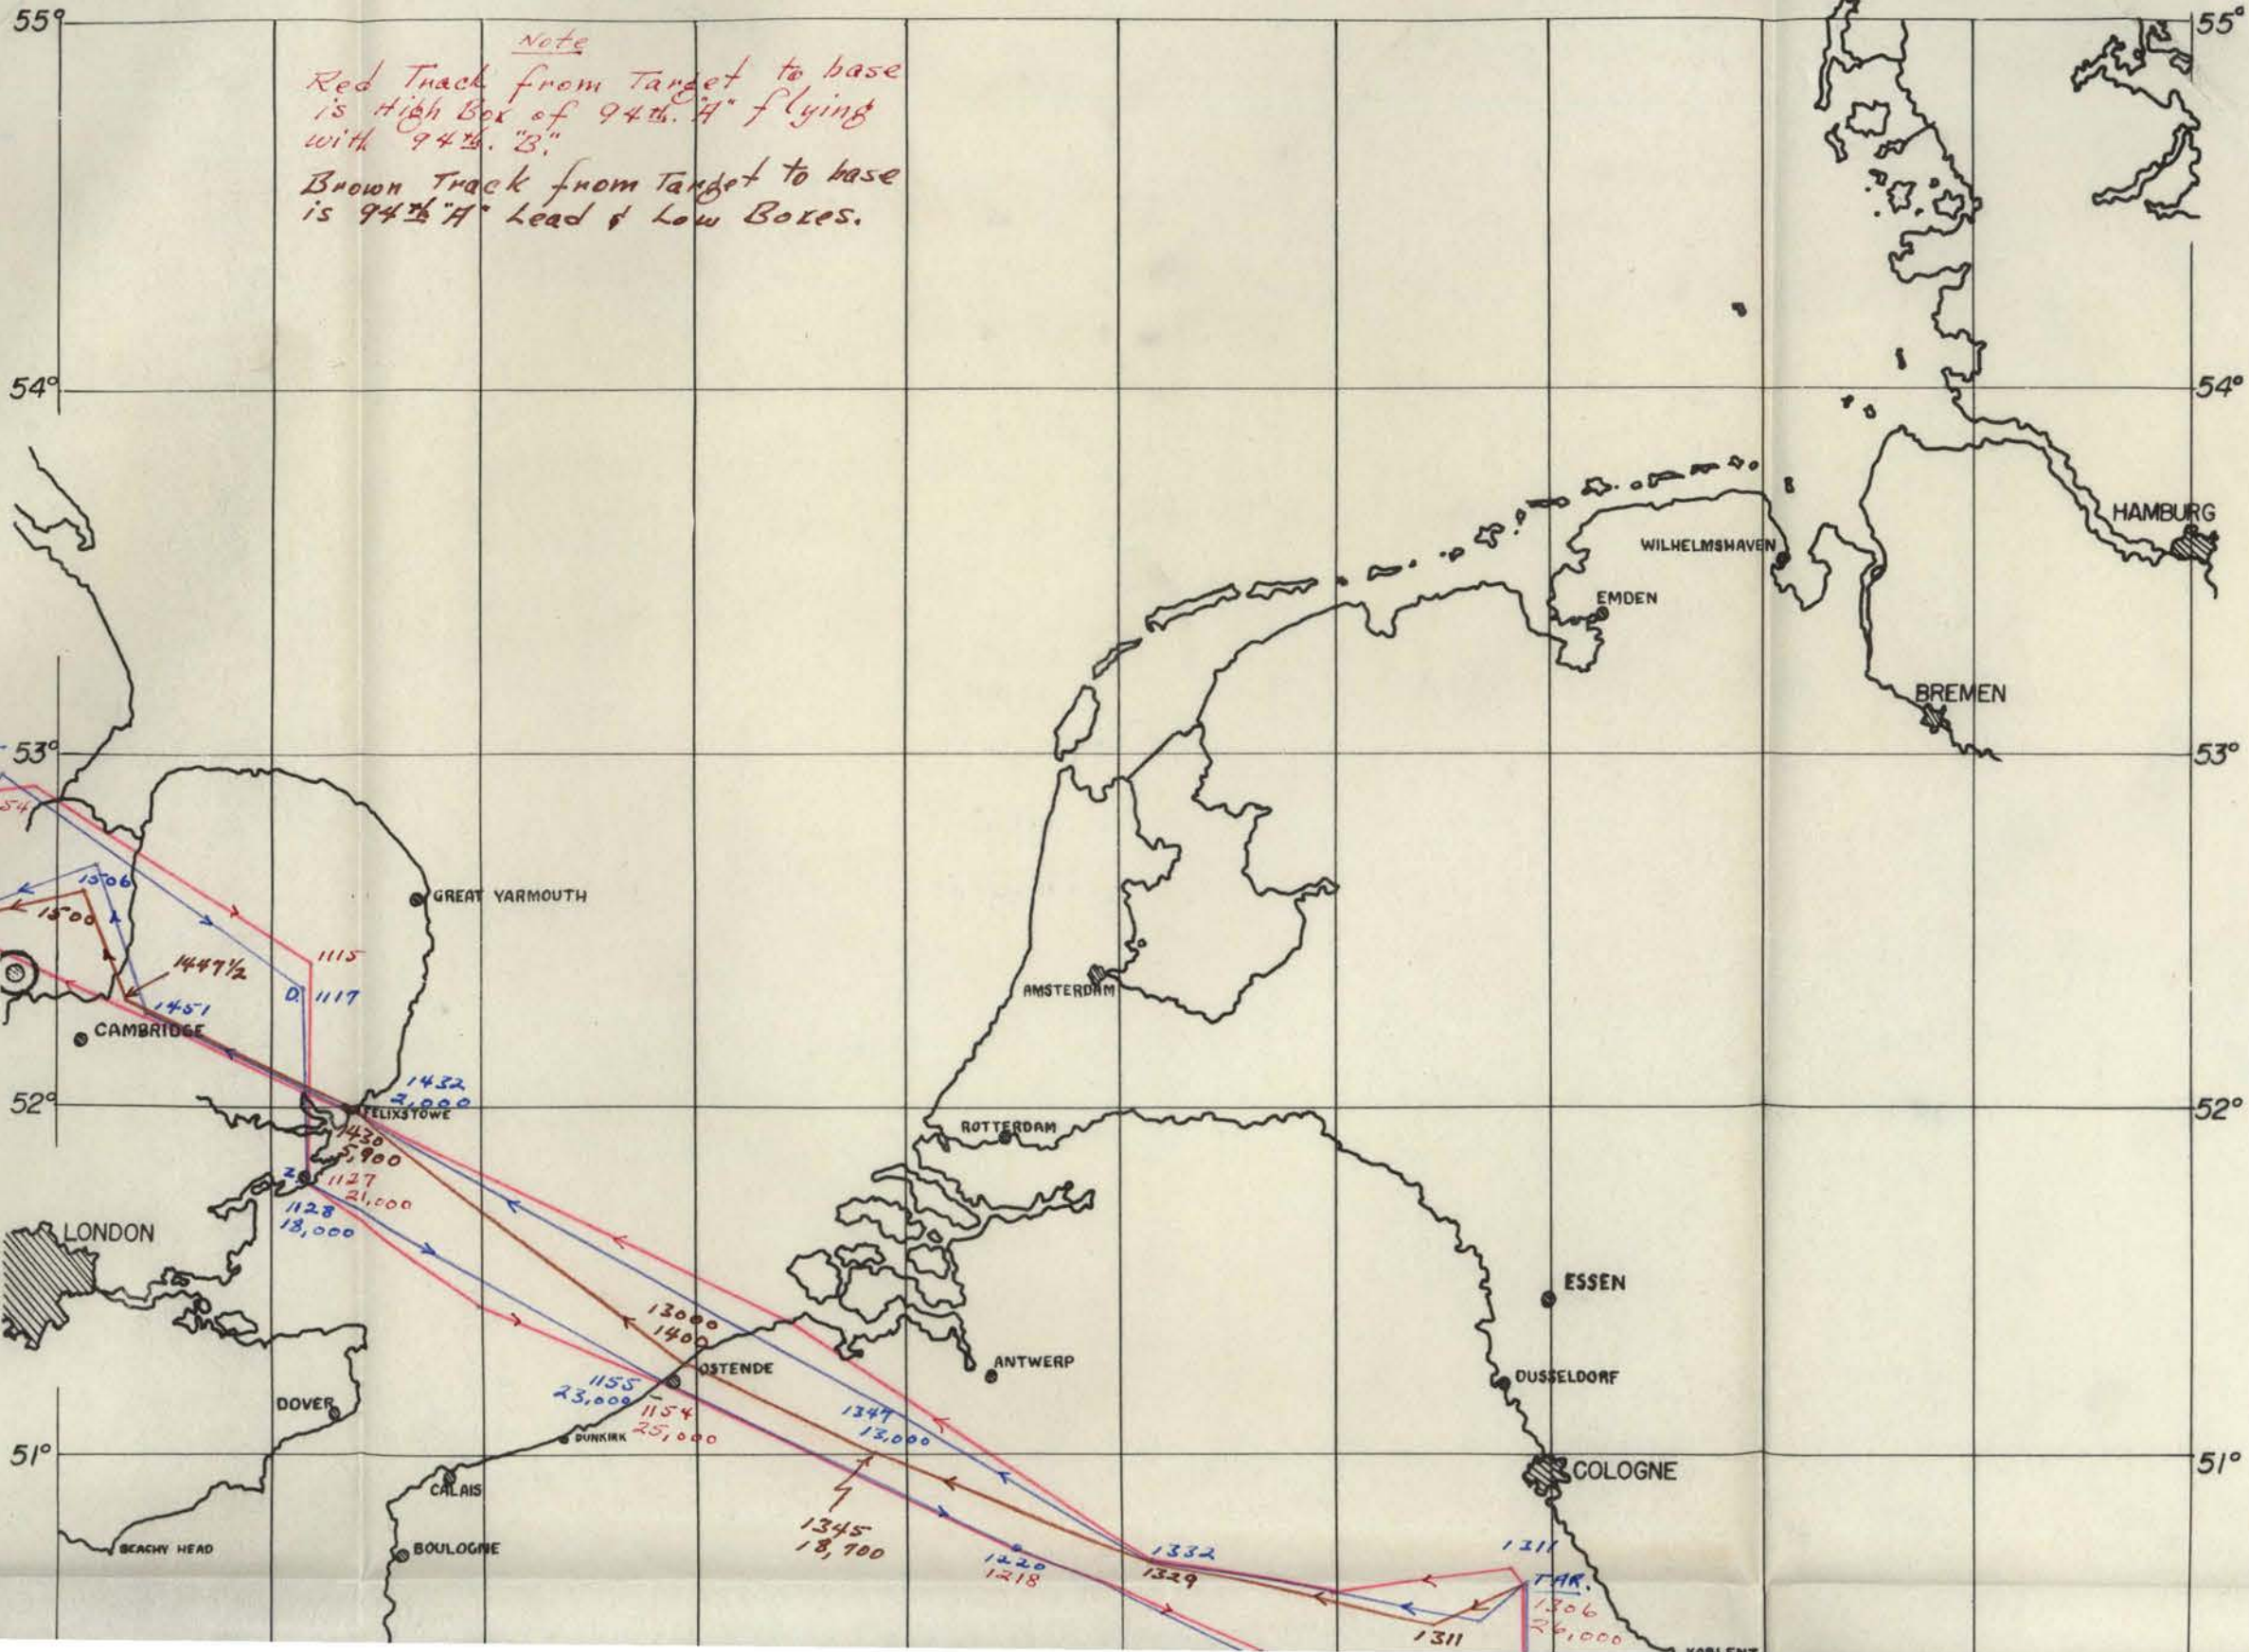 55°
55°
Note
Red Track from Target to base
is High Box of 94th. "A" flying
with 94th. "B".
Brown Track from Target to base
is 94th "A" Lead & Low Boxes.
54°
54°
HAMBURG
WILHELMSHAVEN
EMDEN
BREMEN
53°
53°
54
1506
1500
GREAT YARMOUTH
1447½
1115
D. 1117
1451
CAMBRIDGE
AMSTERDAM
52°
52°
1432
2,000
FELIXSTOWE
1430
5,900
ROTTERDAM
1127
21,000
1128
18,000
LONDON
ESSEN
13000
1400
OSTENDE
ANTWERP
DUSSELDORF
1155
23,000
1154
25,000
DOVER
DUNKIRK
1347
13,000
51°
51°
COLOGNE
CALAIS
BEACHY HEAD
BOULOGNE
1345
18,700
1220
1218
1332
1329
1311
TAR.
1306
26,000
1311